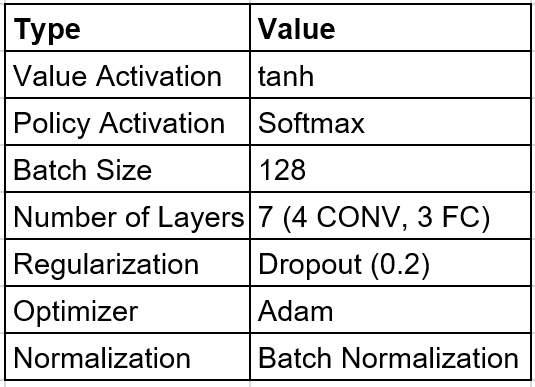 Type Value
Value Activation tanh
Policy Activation Softmax
Batch Size 128
Number of Layers 7 (4 CONV, 3 FC)
Regularization Dropout (0.2)
Optimizer Adam
Normalization Batch Normalization